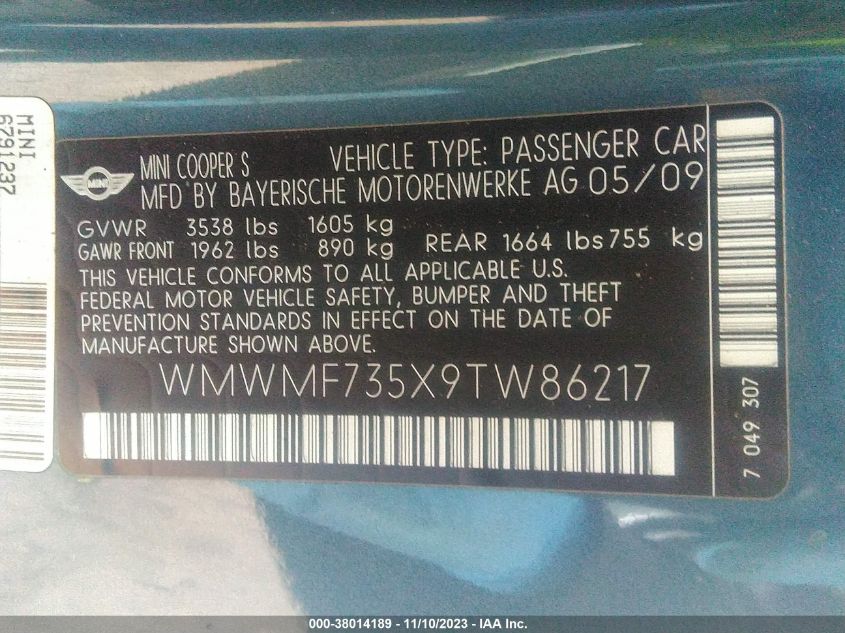 MINI
6791237
MINI
MINI COOPER S VEHICLE TYPE: PASSENGER CAR
MFD BY BAYERISCHE MOTORENWERKE AG 05/09
GVWR 3538 lbs 1605 kg
GAWR FRONT 1962 lbs 890 kg REAR 1664 lbs 755 kg
THIS VEHICLE CONFORMS TO ALL APPLICABLE U.S.
FEDERAL MOTOR VEHICLE SAFETY, BUMPER AND THEFT
PREVENTION STANDARDS IN EFFECT ON THE DATE OF
MANUFACTURE SHOWN ABOVE.
WMWMF735X9TW86217
7 049 307
000-38014189 - 11/10/2023 - IAA Inc.